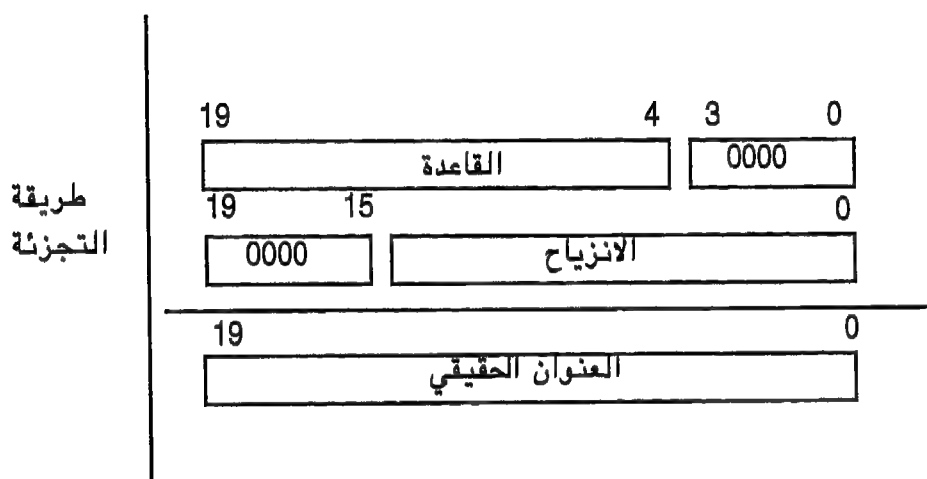 19 4 3 0
القاعدة 0000
طريقة
التجزئة
19 15 0
0000 الانزياح
19 0
العنوان الحقيقي